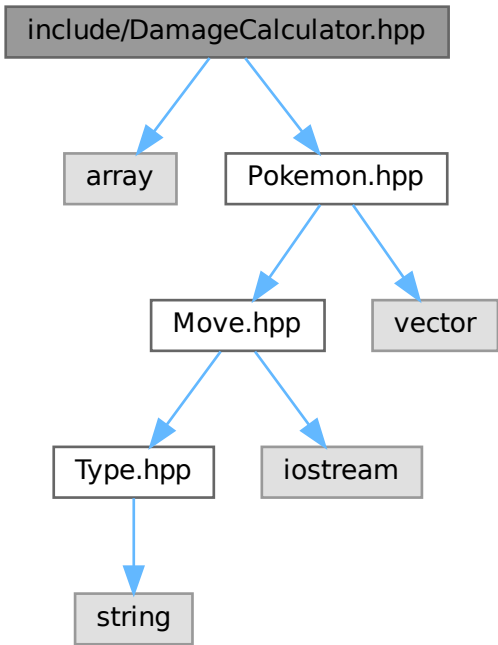 include/DamageCalculator.hpp
array
Pokemon.hpp
Move.hpp
vector
Type.hpp
iostream
string